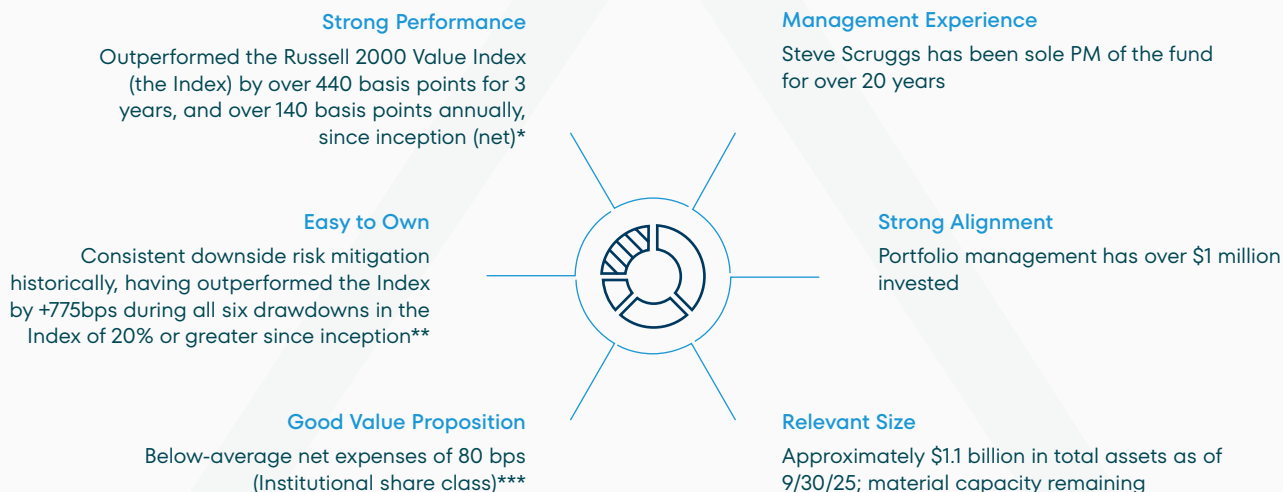 Strong Performance
Outperformed the Russell 2000 Value Index
(the Index) by over 440 basis points for 3
years, and over 140 basis points annually,
since inception (net)*
Management Experience
Steve Scruggs has been sole PM of the fund
for over 20 years
Easy to Own
Consistent downside risk mitigation
historically, having outperformed the Index
by +775bps during all six drawdowns in the
Index of 20% or greater since inception**
Strong Alignment
Portfolio management has over $1 million
invested
Good Value Proposition
Below-average net expenses of 80 bps
(Institutional share class)***
Relevant Size
Approximately $1.1 billion in total assets as of
9/30/25; material capacity remaining